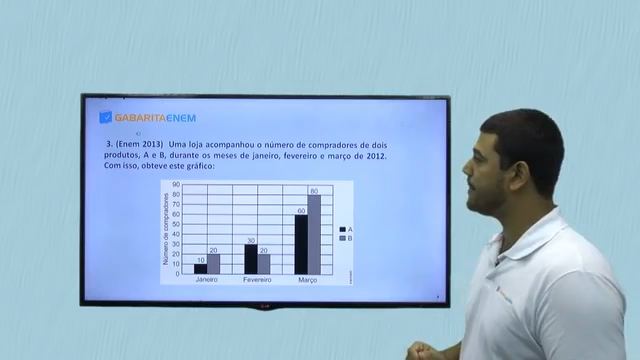 GABARITAENEM
3. (Enem 2013) Uma loja acompanhou o número de compradores de dois
produtos, A e B, durante os meses de janeiro, fevereiro e março de 2012.
Com isso, obteve este gráfico:
Número de compradores
90
80
70
60
50
40
30
20
10
0
10
20
30
20
60
80
Janeiro
Fevereiro
Março
A
B